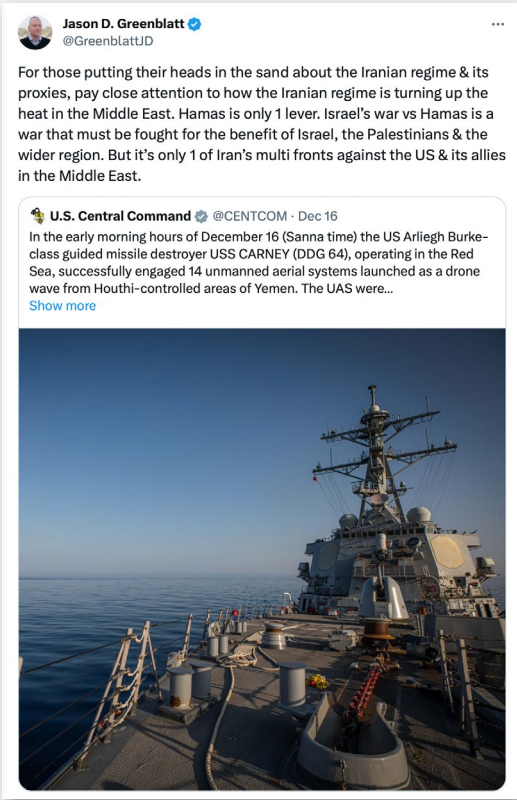 Jason D. Greenblatt
@GreenblattJD
For those putting their heads in the sand about the Iranian regime & its
proxies, pay close attention to how the Iranian regime is turning up the
heat in the Middle East. Hamas is only 1 lever. Israel’s war vs Hamas is a
war that must be fought for the benefit of Israel, the Palestinians & the
wider region. But it’s only 1 of Iran’s multi fronts against the US & its allies
in the Middle East.
U.S. Central Command @CENTCOM · Dec 16
In the early morning hours of December 16 (Sanna time) the US Arliegh Burke-
class guided missile destroyer USS CARNEY (DDG 64), operating in the Red
Sea, successfully engaged 14 unmanned aerial systems launched as a drone
wave from Houthi-controlled areas of Yemen. The UAS were...
Show more